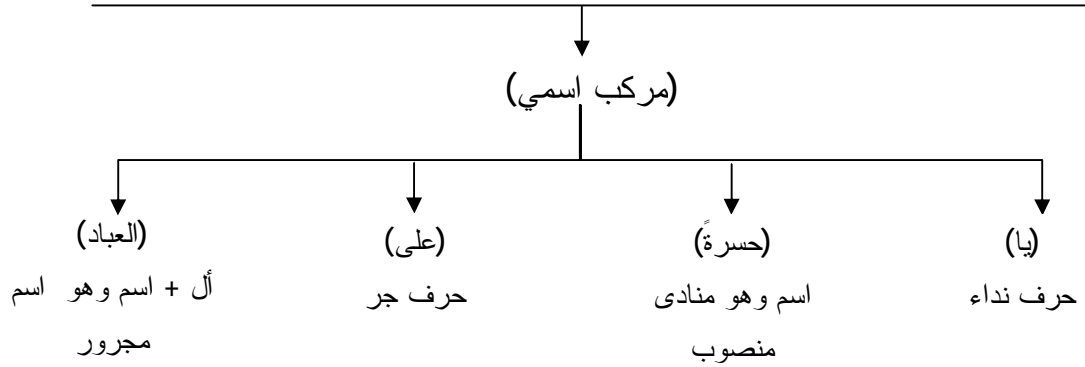 (مركب اسمي)
(يا) (حسرةً) (على) (العباد)
حرف نداء اسم وهو منادى حرف جر أل + اسم وهو اسم
منصوب مجرور